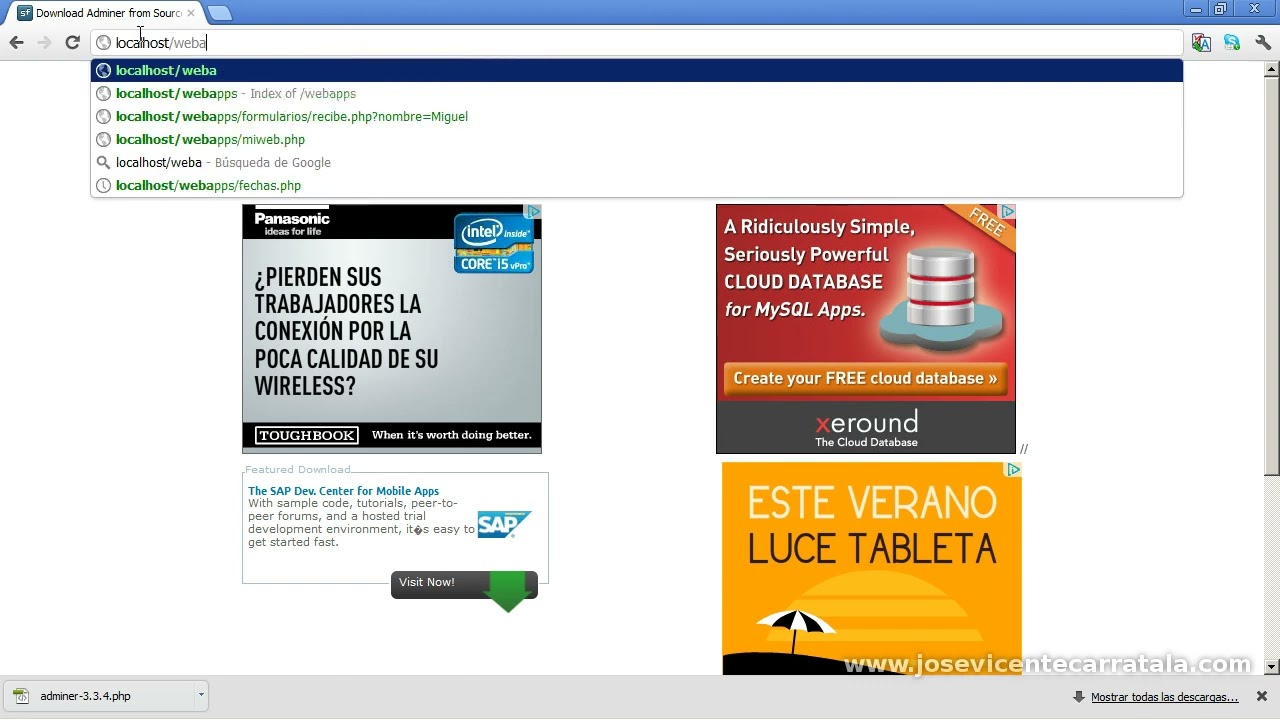 Download Adminer from Sourc
localhost/weba
localhost/weba
localhost/webapps - Index of /webapps
localhost/webapps/formularios/recibe.php?nombre=Miguel
localhost/webapps/miweb.php
localhost/weba - Búsqueda de Google
localhost/webapps/fechas.php
Panasonic
ideas for life
intel inside™
CORE™ i5 vPro™
¿PIERDEN SUS
TRABAJADORES LA
CONEXIÓN POR LA
POCA CALIDAD DE SU
WIRELESS?
TOUGHBOOK When it's worth doing better.
A Ridiculously Simple,
Seriously Powerful
CLOUD DATABASE
for MySQL Apps.
FREE
Create your FREE cloud database »
xeround
The Cloud Database
//
Featured Download
The SAP Dev. Center for Mobile Apps
With sample code, tutorials, peer-to-
peer forums, and a hosted trial
development environment, it�s easy to
get started fast.
SAP
Visit Now!
ESTE VERANO
LUCE TABLETA
www.josevicentecarratala.com
adminer-3.3.4.php
Mostrar todas las descargas...